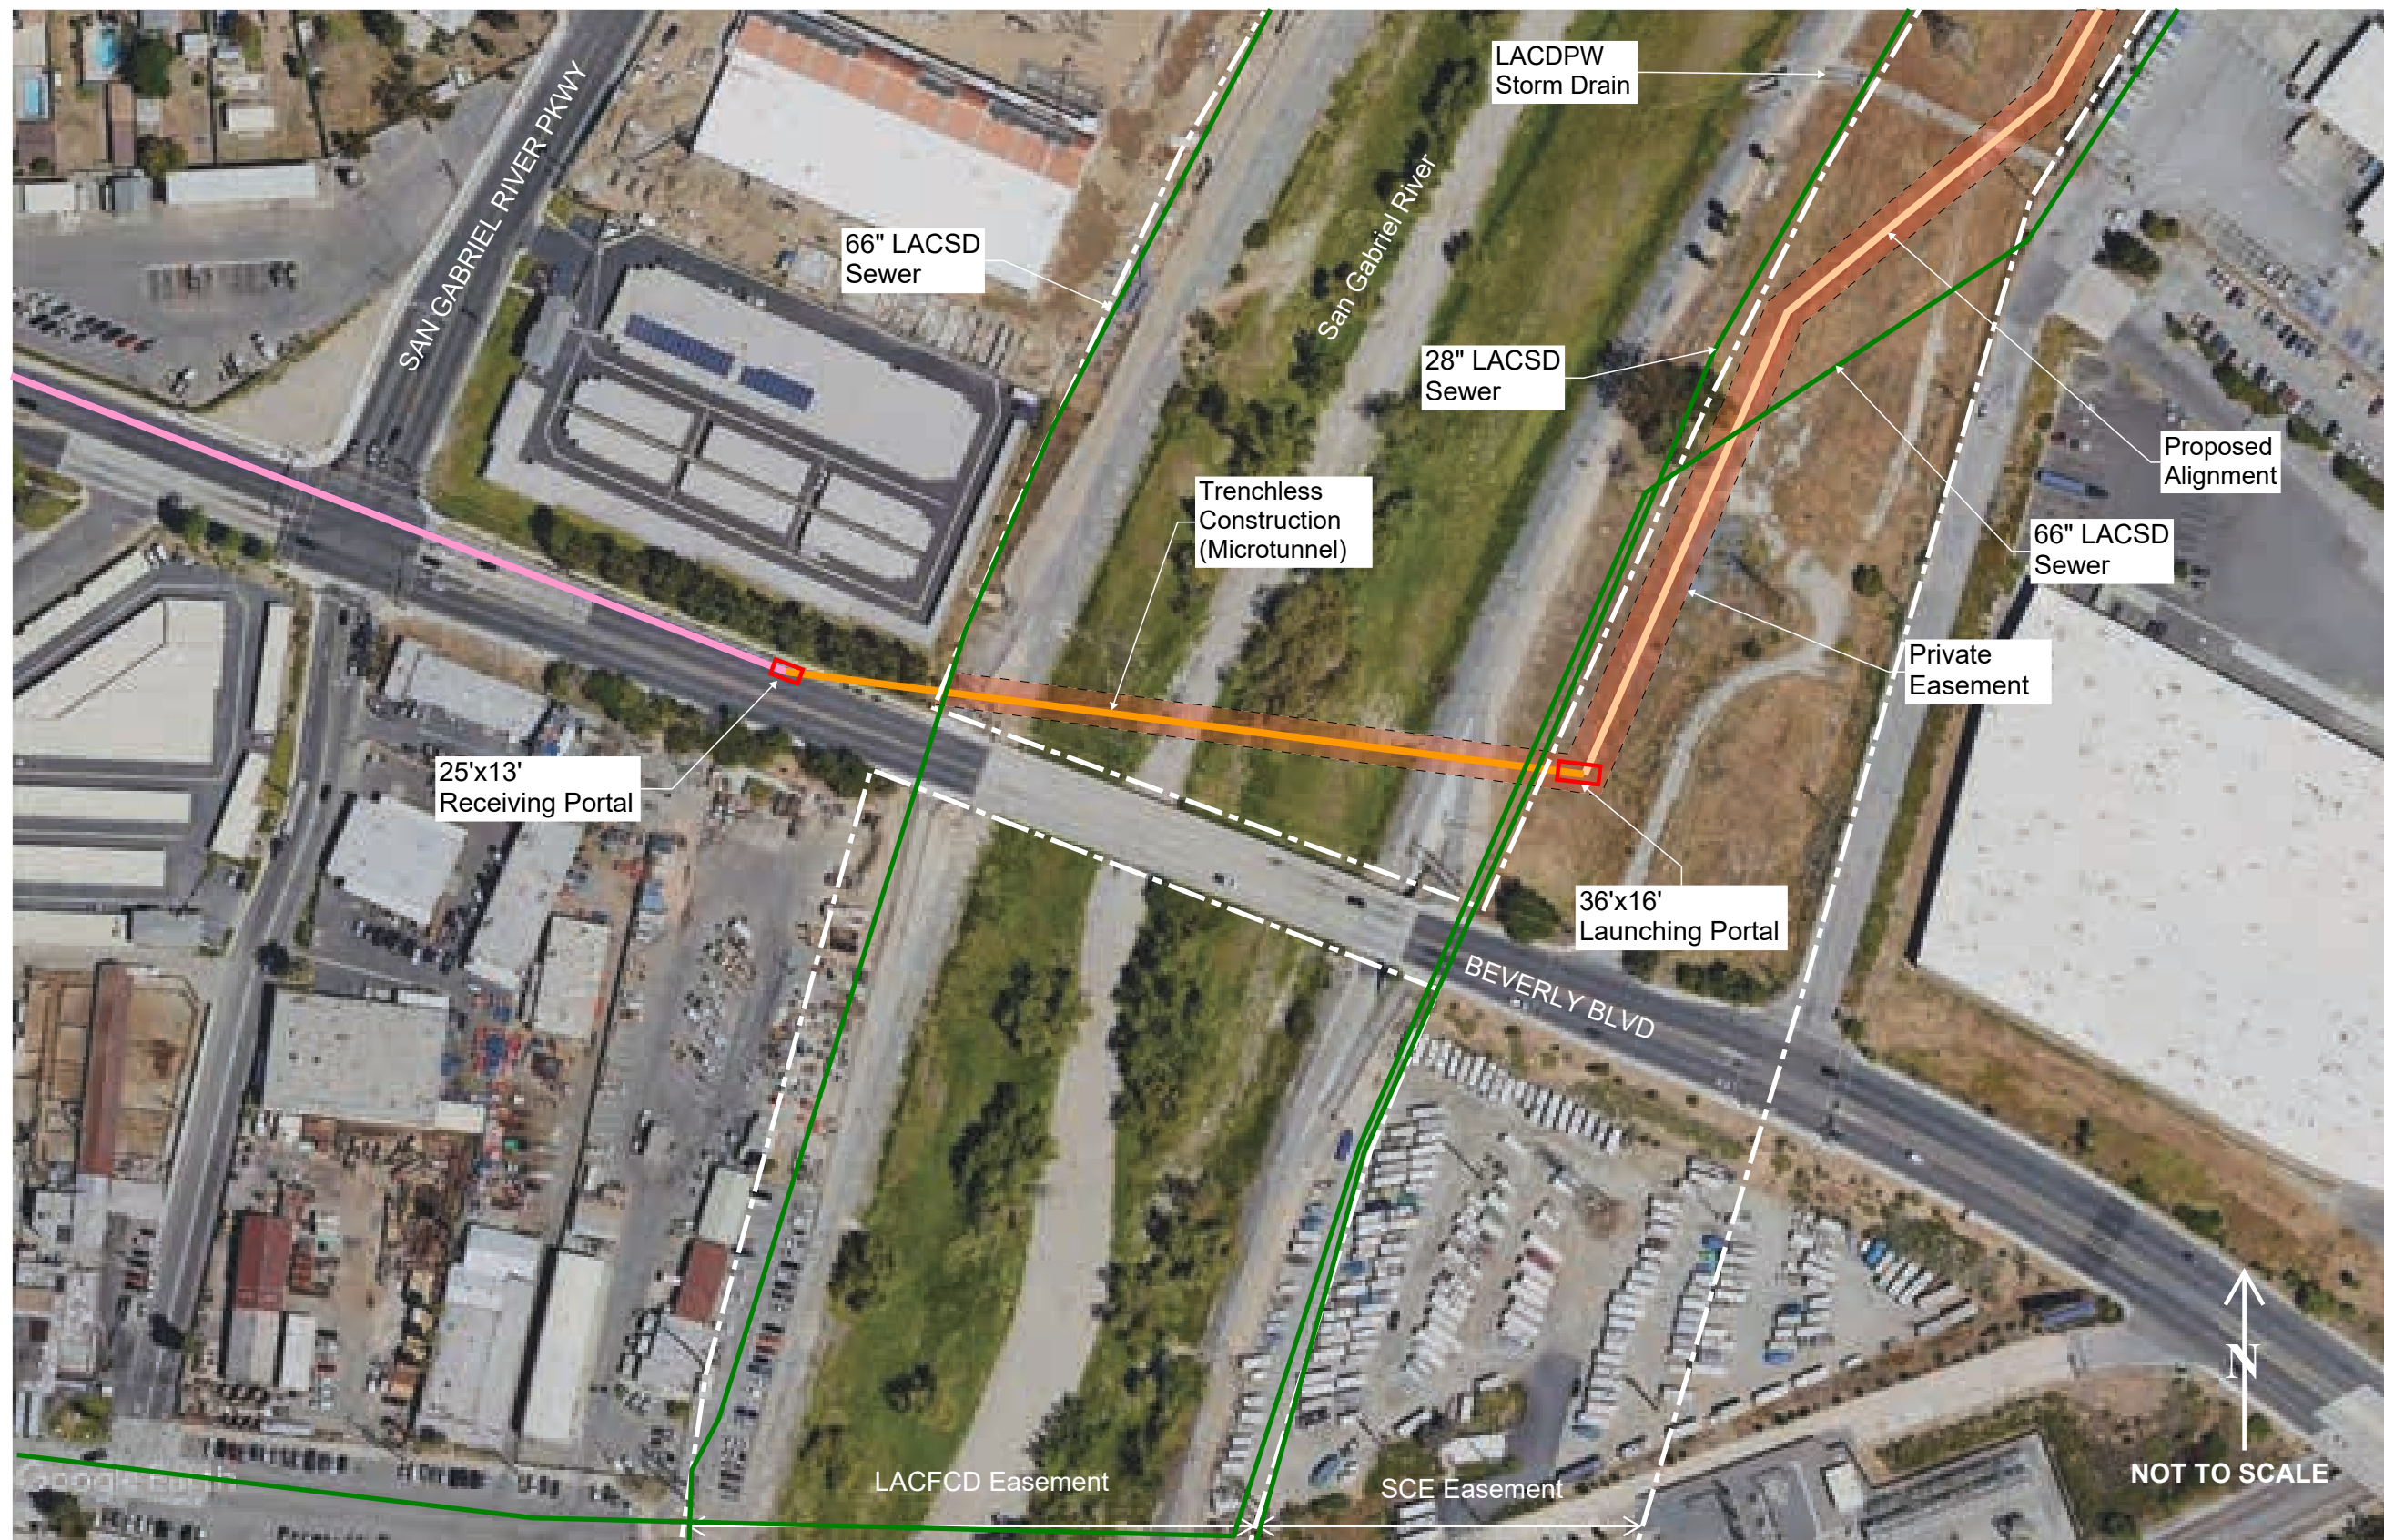 LACDPW
Storm Drain
SAN GABRIEL RIVER PKWY
66" LACSD
Sewer
San Gabriel River
28" LACSD
Sewer
Proposed
Alignment
Trenchless
Construction
(Microtunnel)
66" LACSD
Sewer
Private
Easement
25'x13'
Receiving Portal
36'x16'
Launching Portal
BEVERLY BLVD
N
NOT TO SCALE
LACFCD Easement
SCE Easement
Google Earth